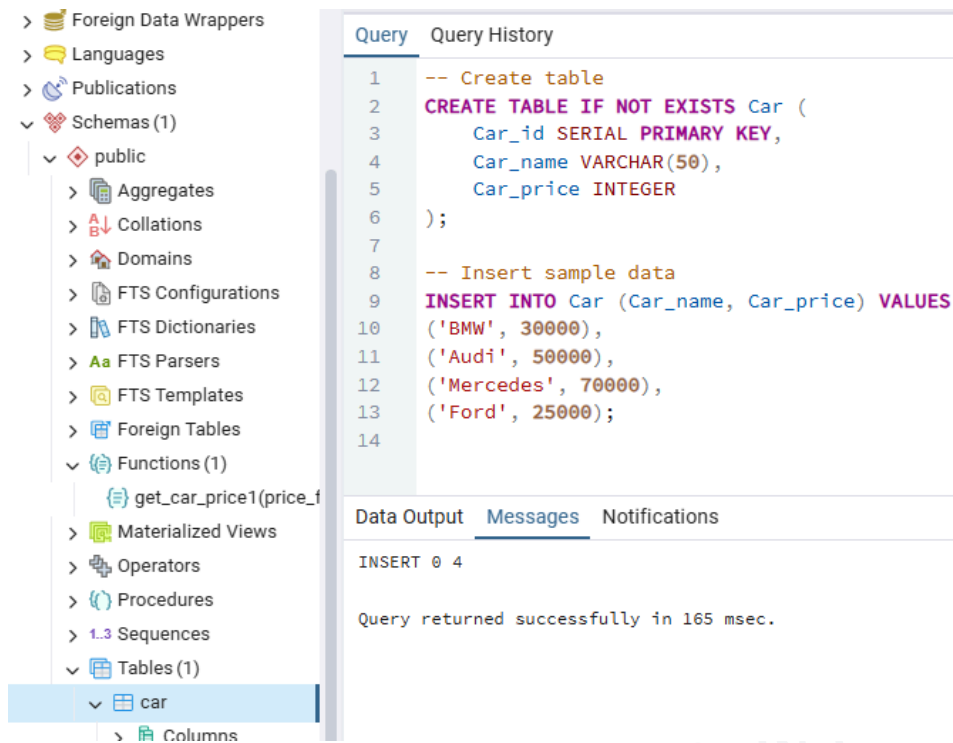 Foreign Data Wrappers
Languages
Publications
Schemas (1)
public
Aggregates
Collations
Domains
FTS Configurations
FTS Dictionaries
Aa FTS Parsers
FTS Templates
Foreign Tables
Functions (1)
get_car_price1(price_f
Materialized Views
Operators
Procedures
1..3 Sequences
Tables (1)
car
Columns
Query Query History
1 -- Create table
2 CREATE TABLE IF NOT EXISTS Car (
3 Car_id SERIAL PRIMARY KEY,
4 Car_name VARCHAR(50),
5 Car_price INTEGER
6 );
7
8 -- Insert sample data
9 INSERT INTO Car (Car_name, Car_price) VALUES
10 ('BMW', 30000),
11 ('Audi', 50000),
12 ('Mercedes', 70000),
13 ('Ford', 25000);
14
Data Output Messages Notifications
INSERT 0 4
Query returned successfully in 165 msec.